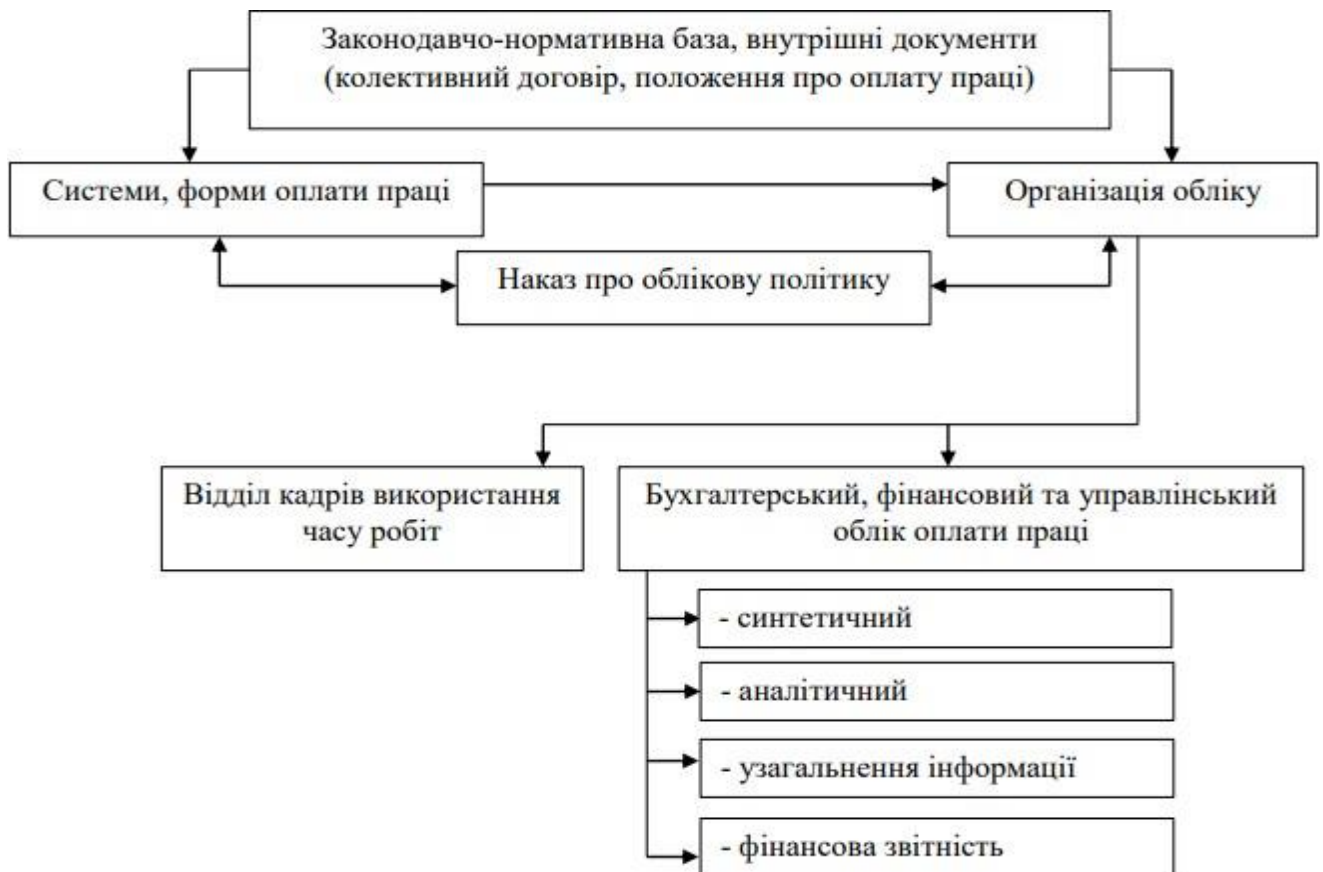 Законодавчо-нормативна база, внутрішні документи
(колективний договір, положення про оплату праці)
Системи, форми оплати праці
Організація обліку
Наказ про облікову політику
Відділ кадрів використання
часу робіт
Бухгалтерський, фінансовий та управлінський
облік оплати праці
- синтетичний
- аналітичний
- узагальнення інформації
- фінансова звітність